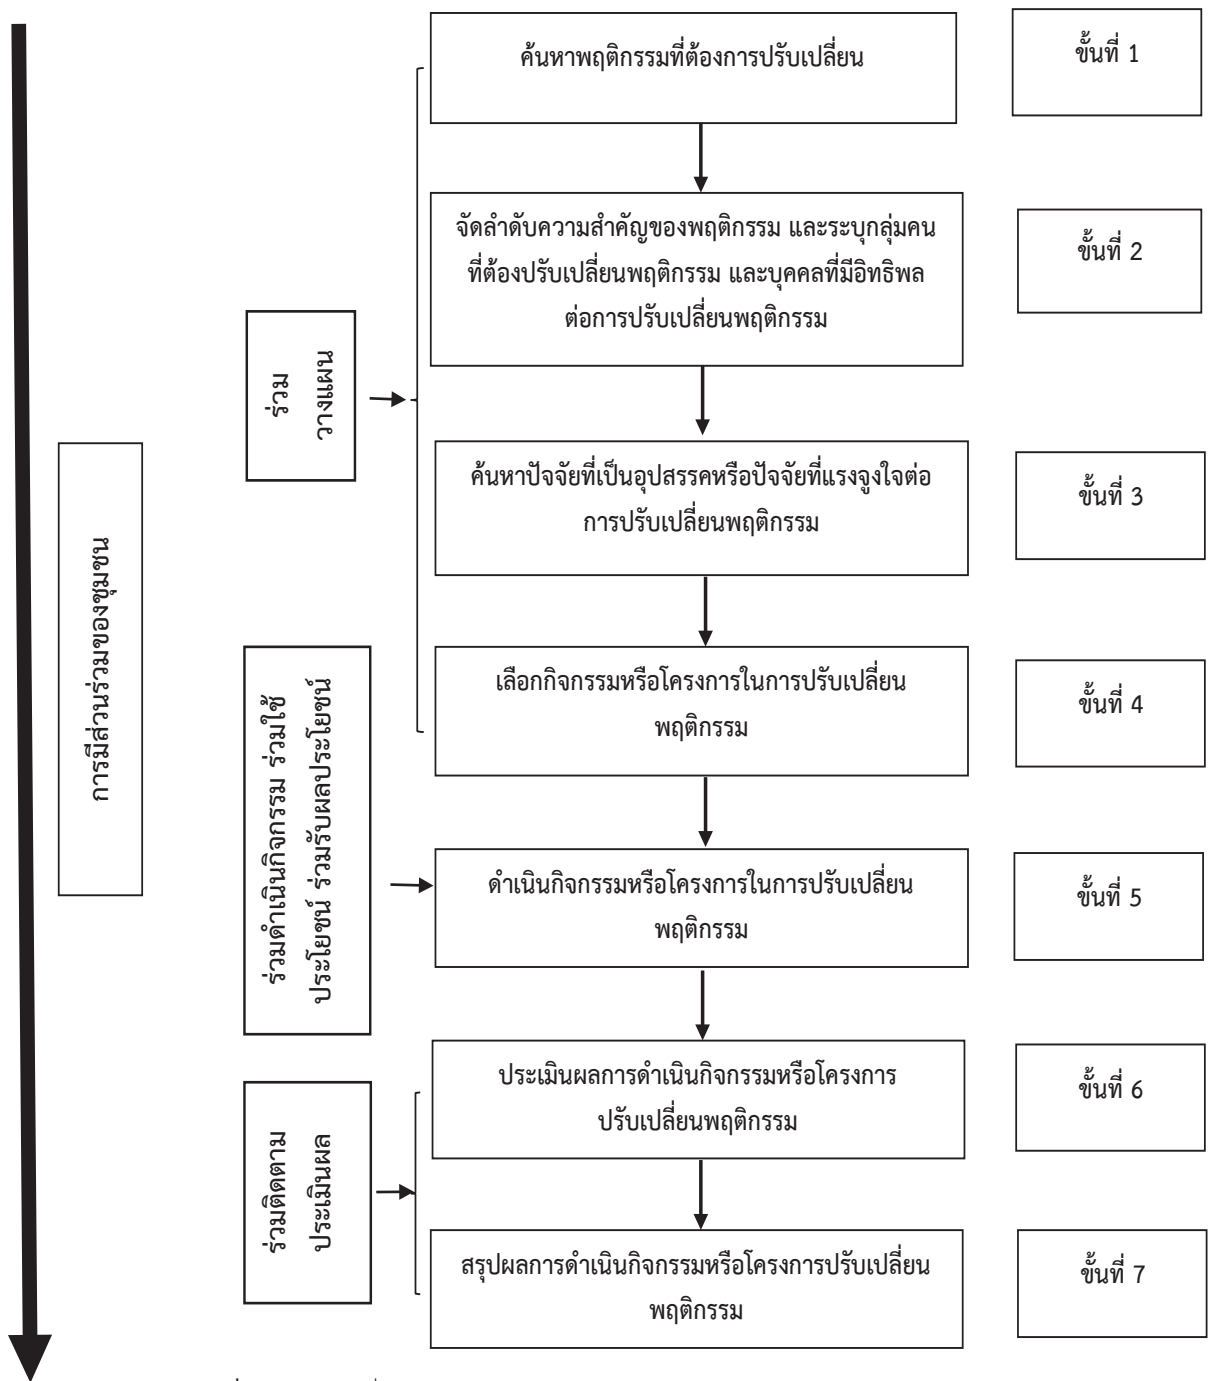 ค้นหาพฤติกรรมที่ต้องการปรับเปลี่ยน
ขั้นที่ 1
จัดลำดับความสำคัญของพฤติกรรม และระบุกลุ่มคน
ที่ต้องปรับเปลี่ยนพฤติกรรม และบุคคลที่มีอิทธิพล
ต่อการปรับเปลี่ยนพฤติกรรม
ขั้นที่ 2
ร่วม
วางแผน
ค้นหาปัจจัยที่เป็นอุปสรรคหรือปัจจัยที่แรงจูงใจต่อ
การปรับเปลี่ยนพฤติกรรม
ขั้นที่ 3
การมีส่วนร่วมของชุมชน
เลือกกิจกรรมหรือโครงการในการปรับเปลี่ยน
พฤติกรรม
ขั้นที่ 4
ร่วมดำเนินกิจกรรม ร่วมใช้
ประโยชน์ ร่วมรับผลประโยชน์
ดำเนินกิจกรรมหรือโครงการในการปรับเปลี่ยน
พฤติกรรม
ขั้นที่ 5
ประเมินผลการดำเนินกิจกรรมหรือโครงการ
ปรับเปลี่ยนพฤติกรรม
ขั้นที่ 6
ร่วมติดตาม
ประเมินผล
สรุปผลการดำเนินกิจกรรมหรือโครงการปรับเปลี่ยน
พฤติกรรม
ขั้นที่ 7